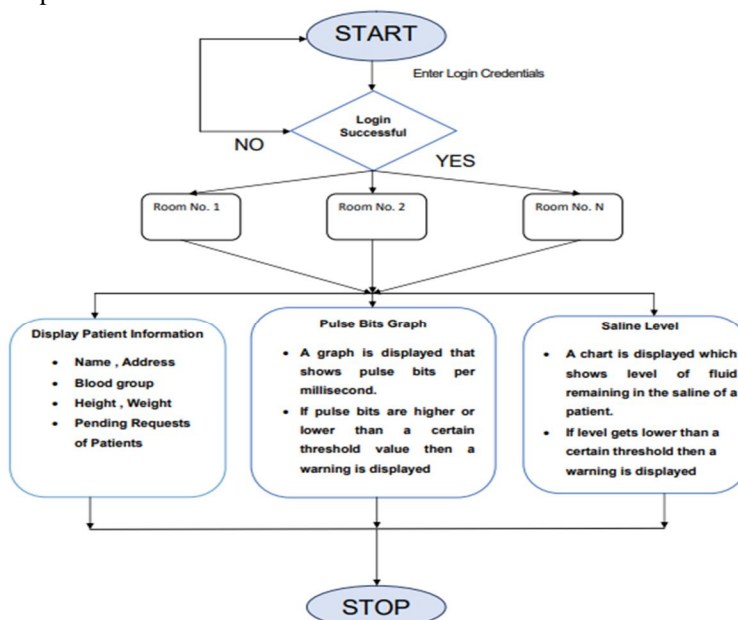 START
Enter Login Credentials
Login
Successful
NO
YES
Room No. 1
Room No. 2
Room No. N
Display Patient Information
• Name , Address
• Blood group
• Height , Weight
• Pending Requests
of Patients
Pulse Bits Graph
• A graph is displayed that
shows pulse bits per
millisecond.
• If pulse bits are higher or
lower than a certain
threshold value then a
warning is displayed
Saline Level
• A chart is displayed which
shows level of fluid
remaining in the saline of a
patient.
• If level gets lower than a
certain threshold then a
warning is displayed
STOP